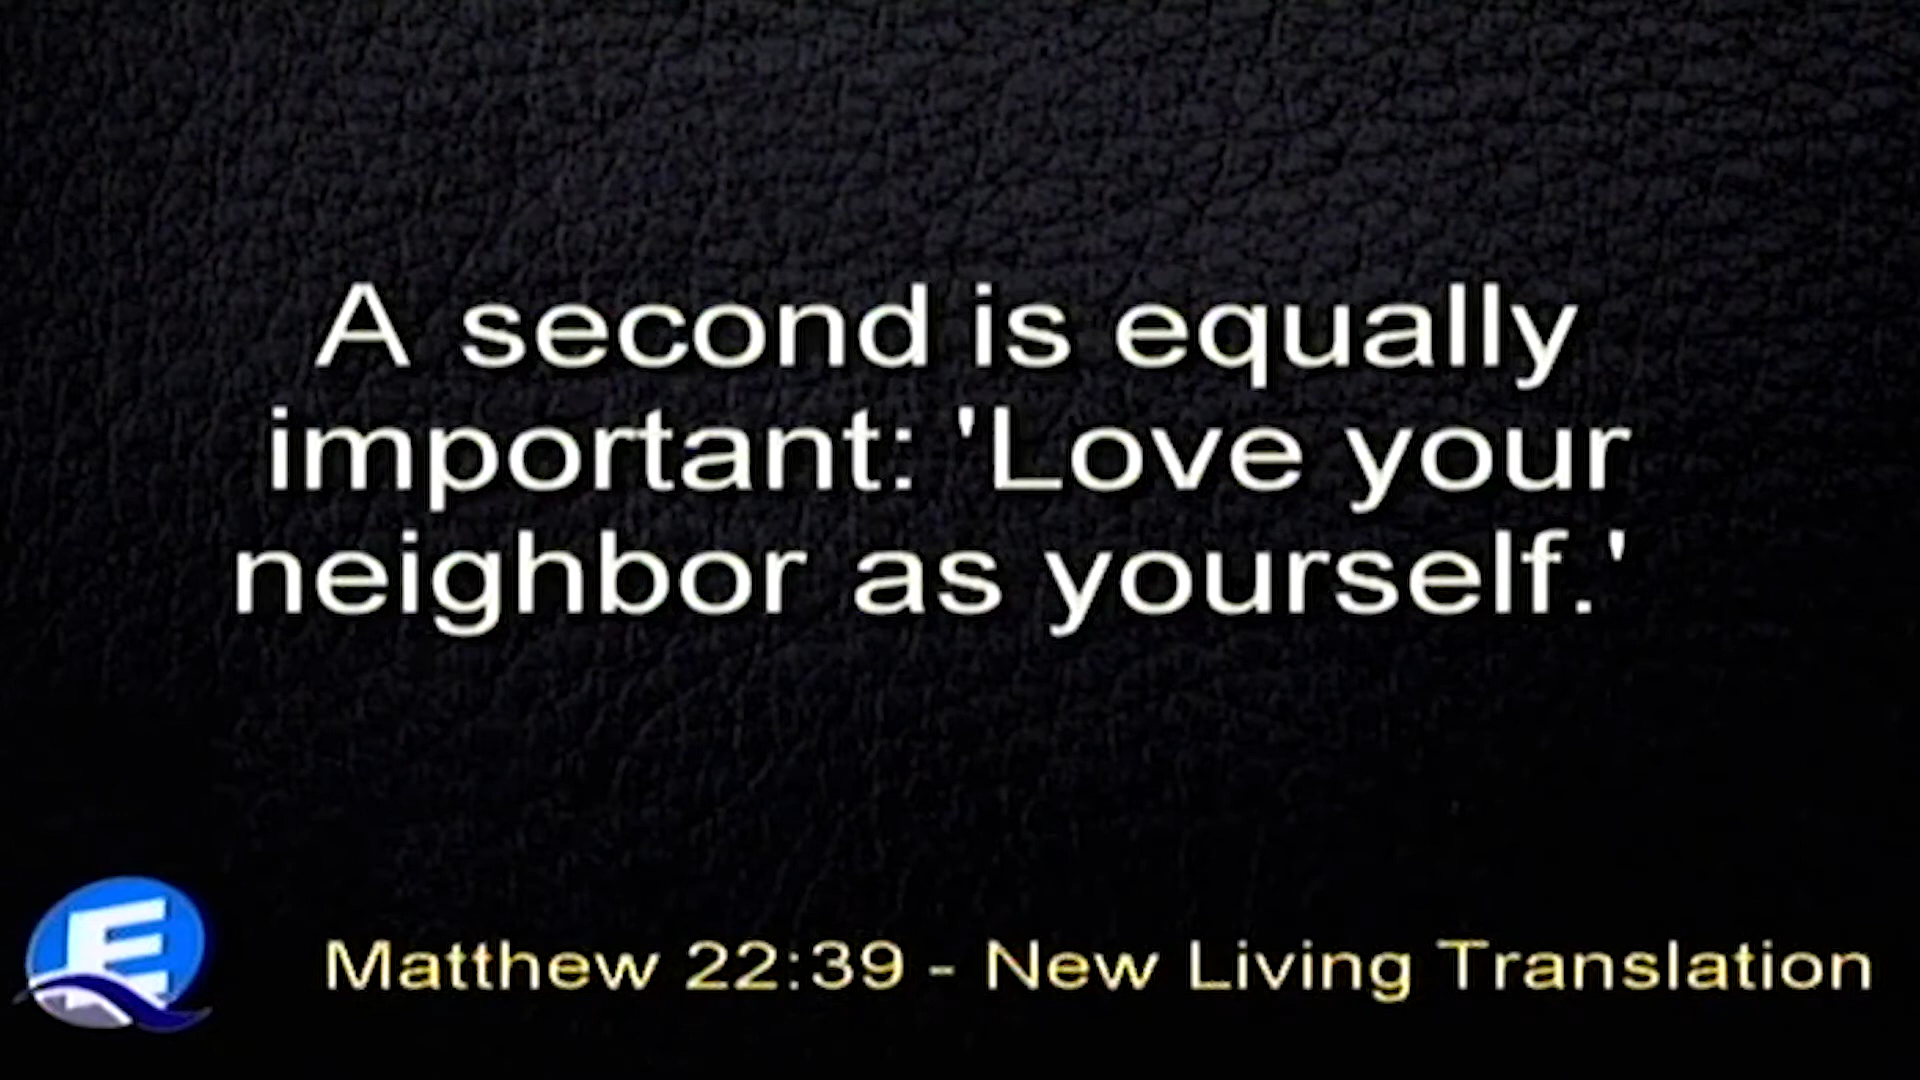 A second is equally
important: 'Love your
neighbor as yourself.'
E
Matthew 22:39 - New Living Translation